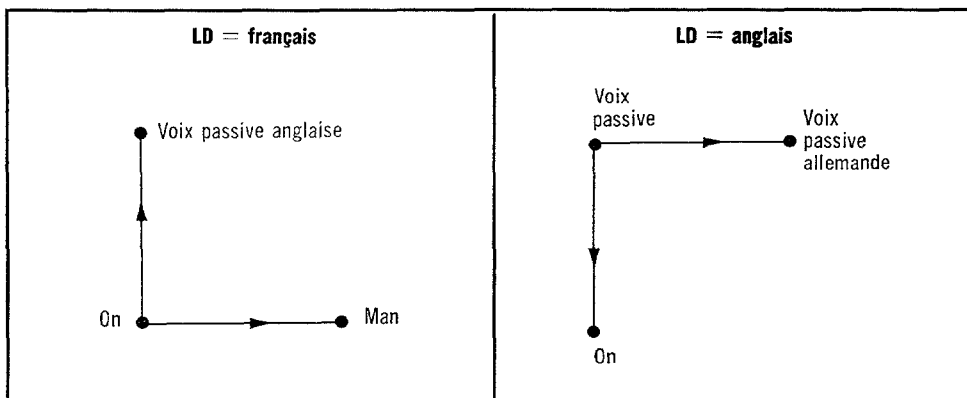 LD = français
Voix passive anglaise
On
Man
LD = anglais
Voix
passive
Voix
passive
allemande
On